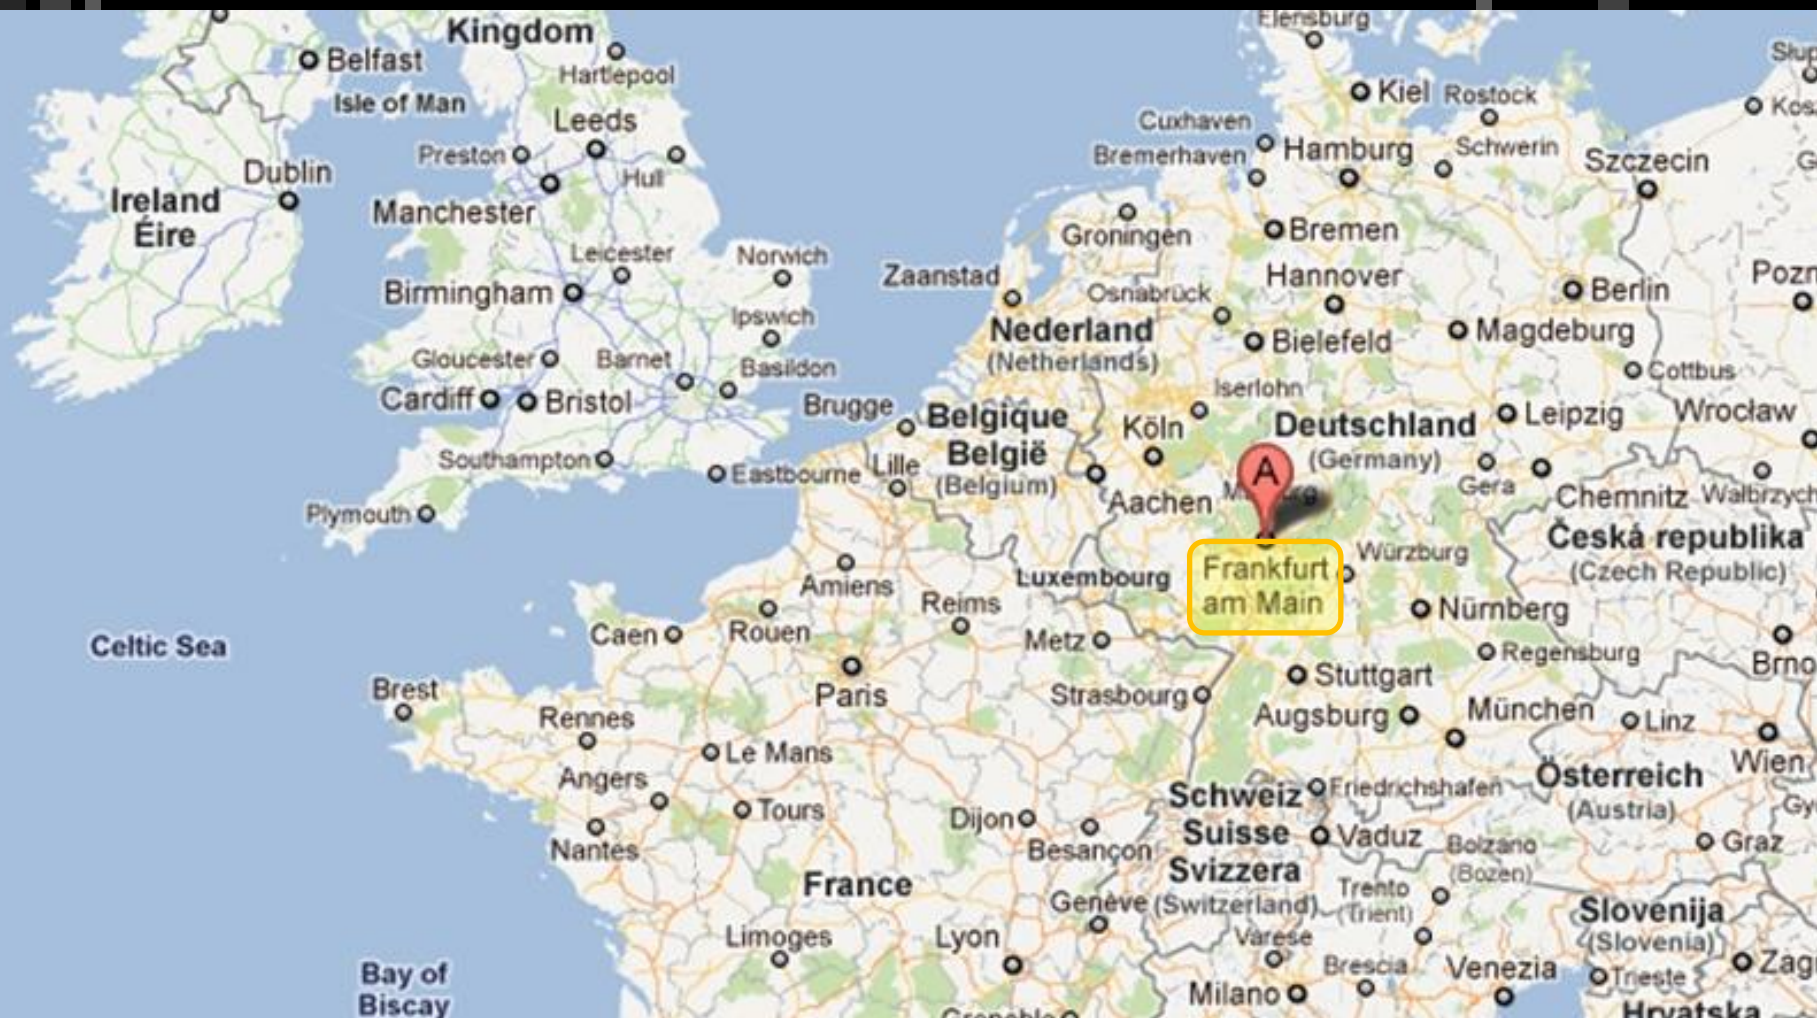 Kingdom
Flensburg
Belfast
Hartlepool
Isle of Man
Kiel
Rostock
Leeds
Cuxhaven
Preston
Bremerhaven
Hamburg
Schwerin
Szczecin
Dublin
Hull
Ireland
Éire
Manchester
Groningen
Bremen
Leicester
Norwich
Zaanstad
Hannover
Birmingham
Osnabrück
Berlin
Ipswich
Nederland
(Netherlands)
Bielefeld
Magdeburg
Gloucester
Barnet
Basildon
Cottbus
Iserlohn
Cardiff
Bristol
Brugge
Belgique
België
(Belgium)
Köln
Deutschland
(Germany)
Leipzig
Wrocław
Southampton
Eastbourne
Lille
A
Aachen
Gera
Chemnitz
Wałbrzych
Plymouth
Česká republika
(Czech Republic)
Frankfurt
am Main
Würzburg
Amiens
Luxembourg
Reims
Nürnberg
Celtic Sea
Caen
Rouen
Metz
Regensburg
Brno
Brest
Paris
Strasbourg
Stuttgart
Rennes
Augsburg
München
Linz
Le Mans
Wien
Angers
Österreich
(Austria)
Friedrichshafen
Schweiz
Suisse
Svizzera
(Switzerland)
Tours
Dijon
Vaduz
Nantes
Besançon
Bolzano
(Bozen)
Graz
France
Genève
Trento
(Trient)
Slovenija
(Slovenia)
Limoges
Lyon
Varese
Bay of
Biscay
Brescia
Venezia
Trieste
Milano
Grenoble
Hrvatska